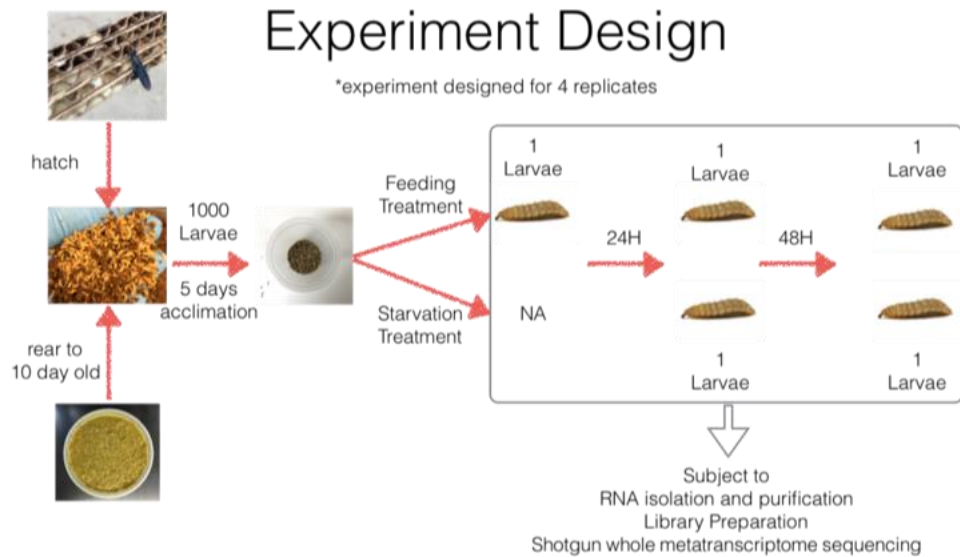 Experiment Design
*experiment designed for 4 replicates
hatch
1000
Larvae
5 days
acclimation
rear to
10 day old
Feeding
Treatment
Starvation
Treatment
1
Larvae
NA
24H
1
Larvae
1
Larvae
48H
1
Larvae
1
Larvae
Subject to
RNA isolation and purification
Library Preparation
Shotgun whole metatranscriptome sequencing